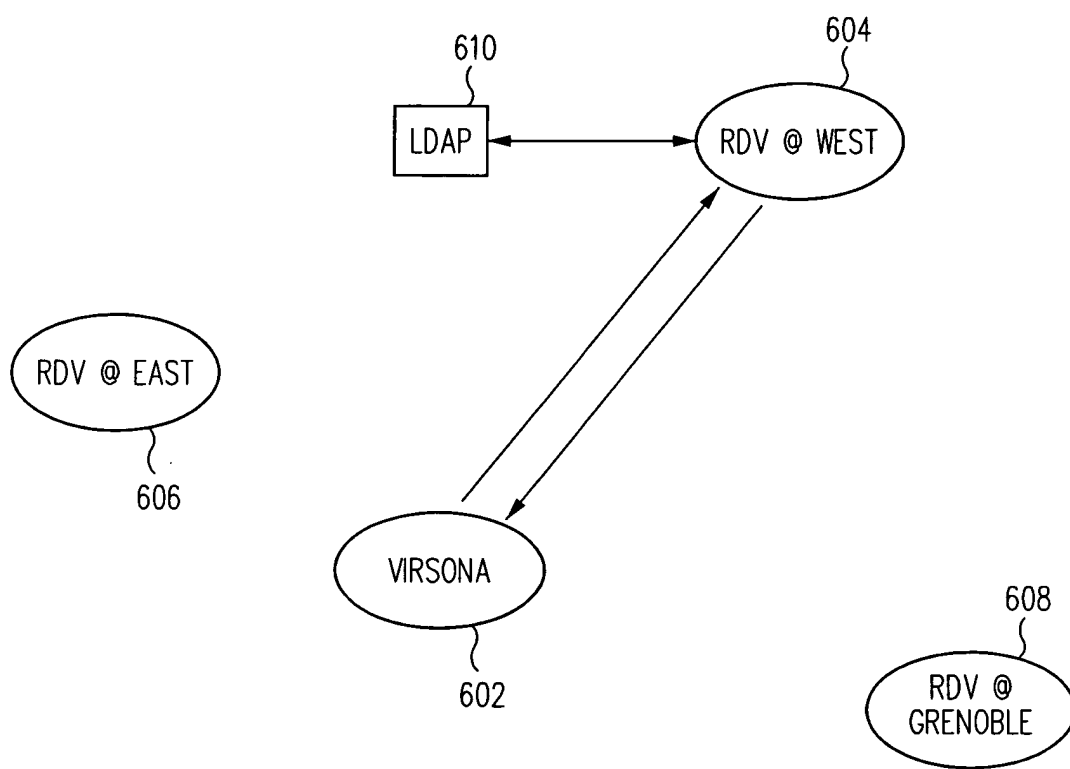 604
610
LDAP
RDV @ WEST
RDV @ EAST
606
VIRSONA
602
608
RDV @
GRENOBLE